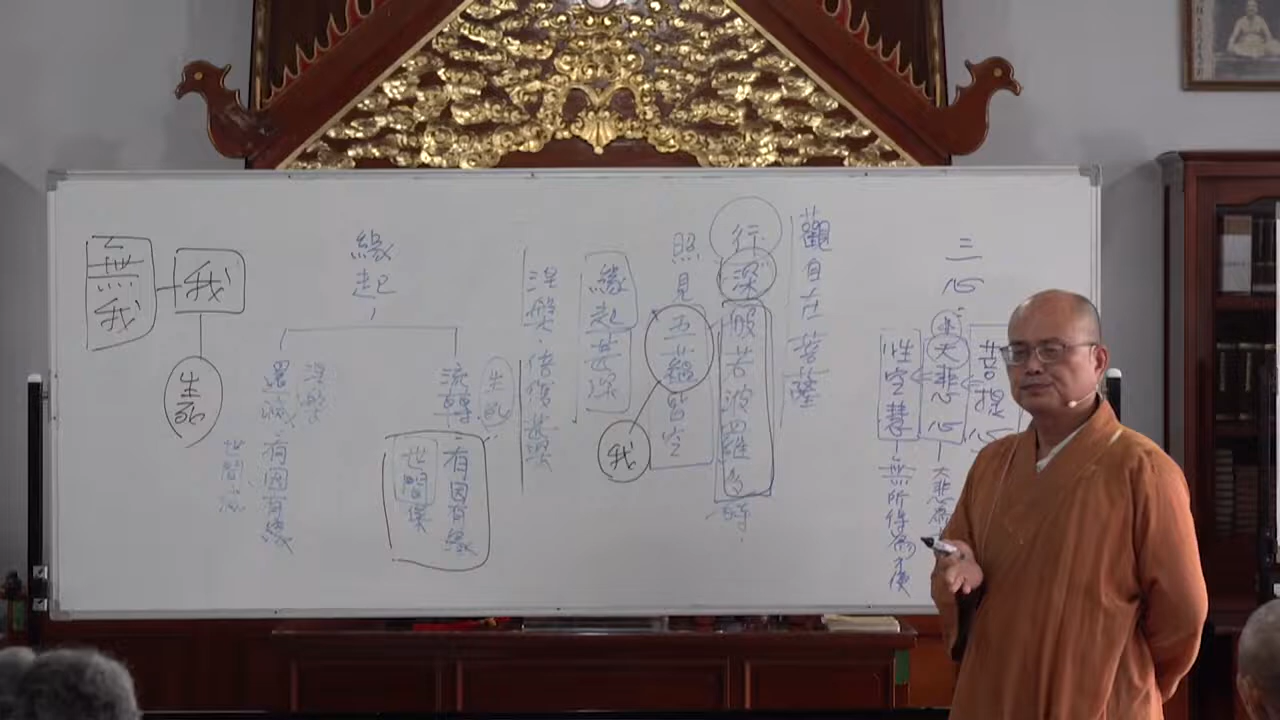 三心
菩提心
大悲心
大悲為
性空慧
無所得為方便
觀自在菩薩
行深般若波羅蜜多時
照見五蘊皆空
我
緣起甚深
涅槃倍復甚深
緣起
生死
流轉
有因有緣
世間集
還滅
有因有緣
世間滅
我
生死
無我